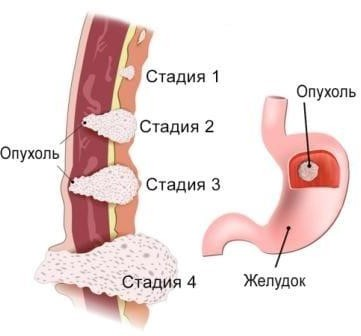 Стадия 1
Опухоль
Стадия 2
Опухоль
Стадия 3
Стадия 4
Желудок